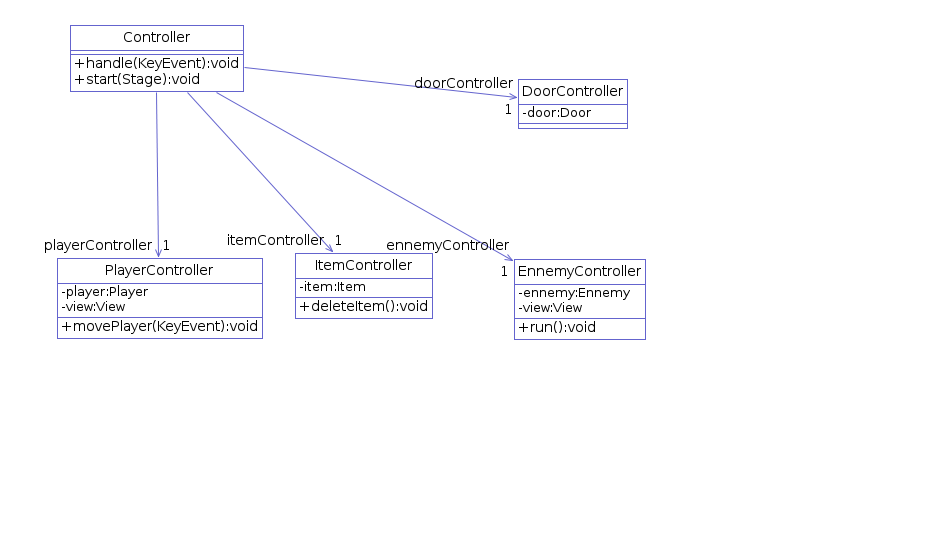 Controller
+handle(KeyEvent):void
+start(Stage):void
doorController
1
DoorController
-door:Door
playerController 1
PlayerController
-player:Player
-view:View
+movePlayer(KeyEvent):void
itemController 1
ItemController
-item:Item
+deleteItem():void
ennemyController
1
EnnemyController
-ennemy:Ennemy
-view:View
+run():void